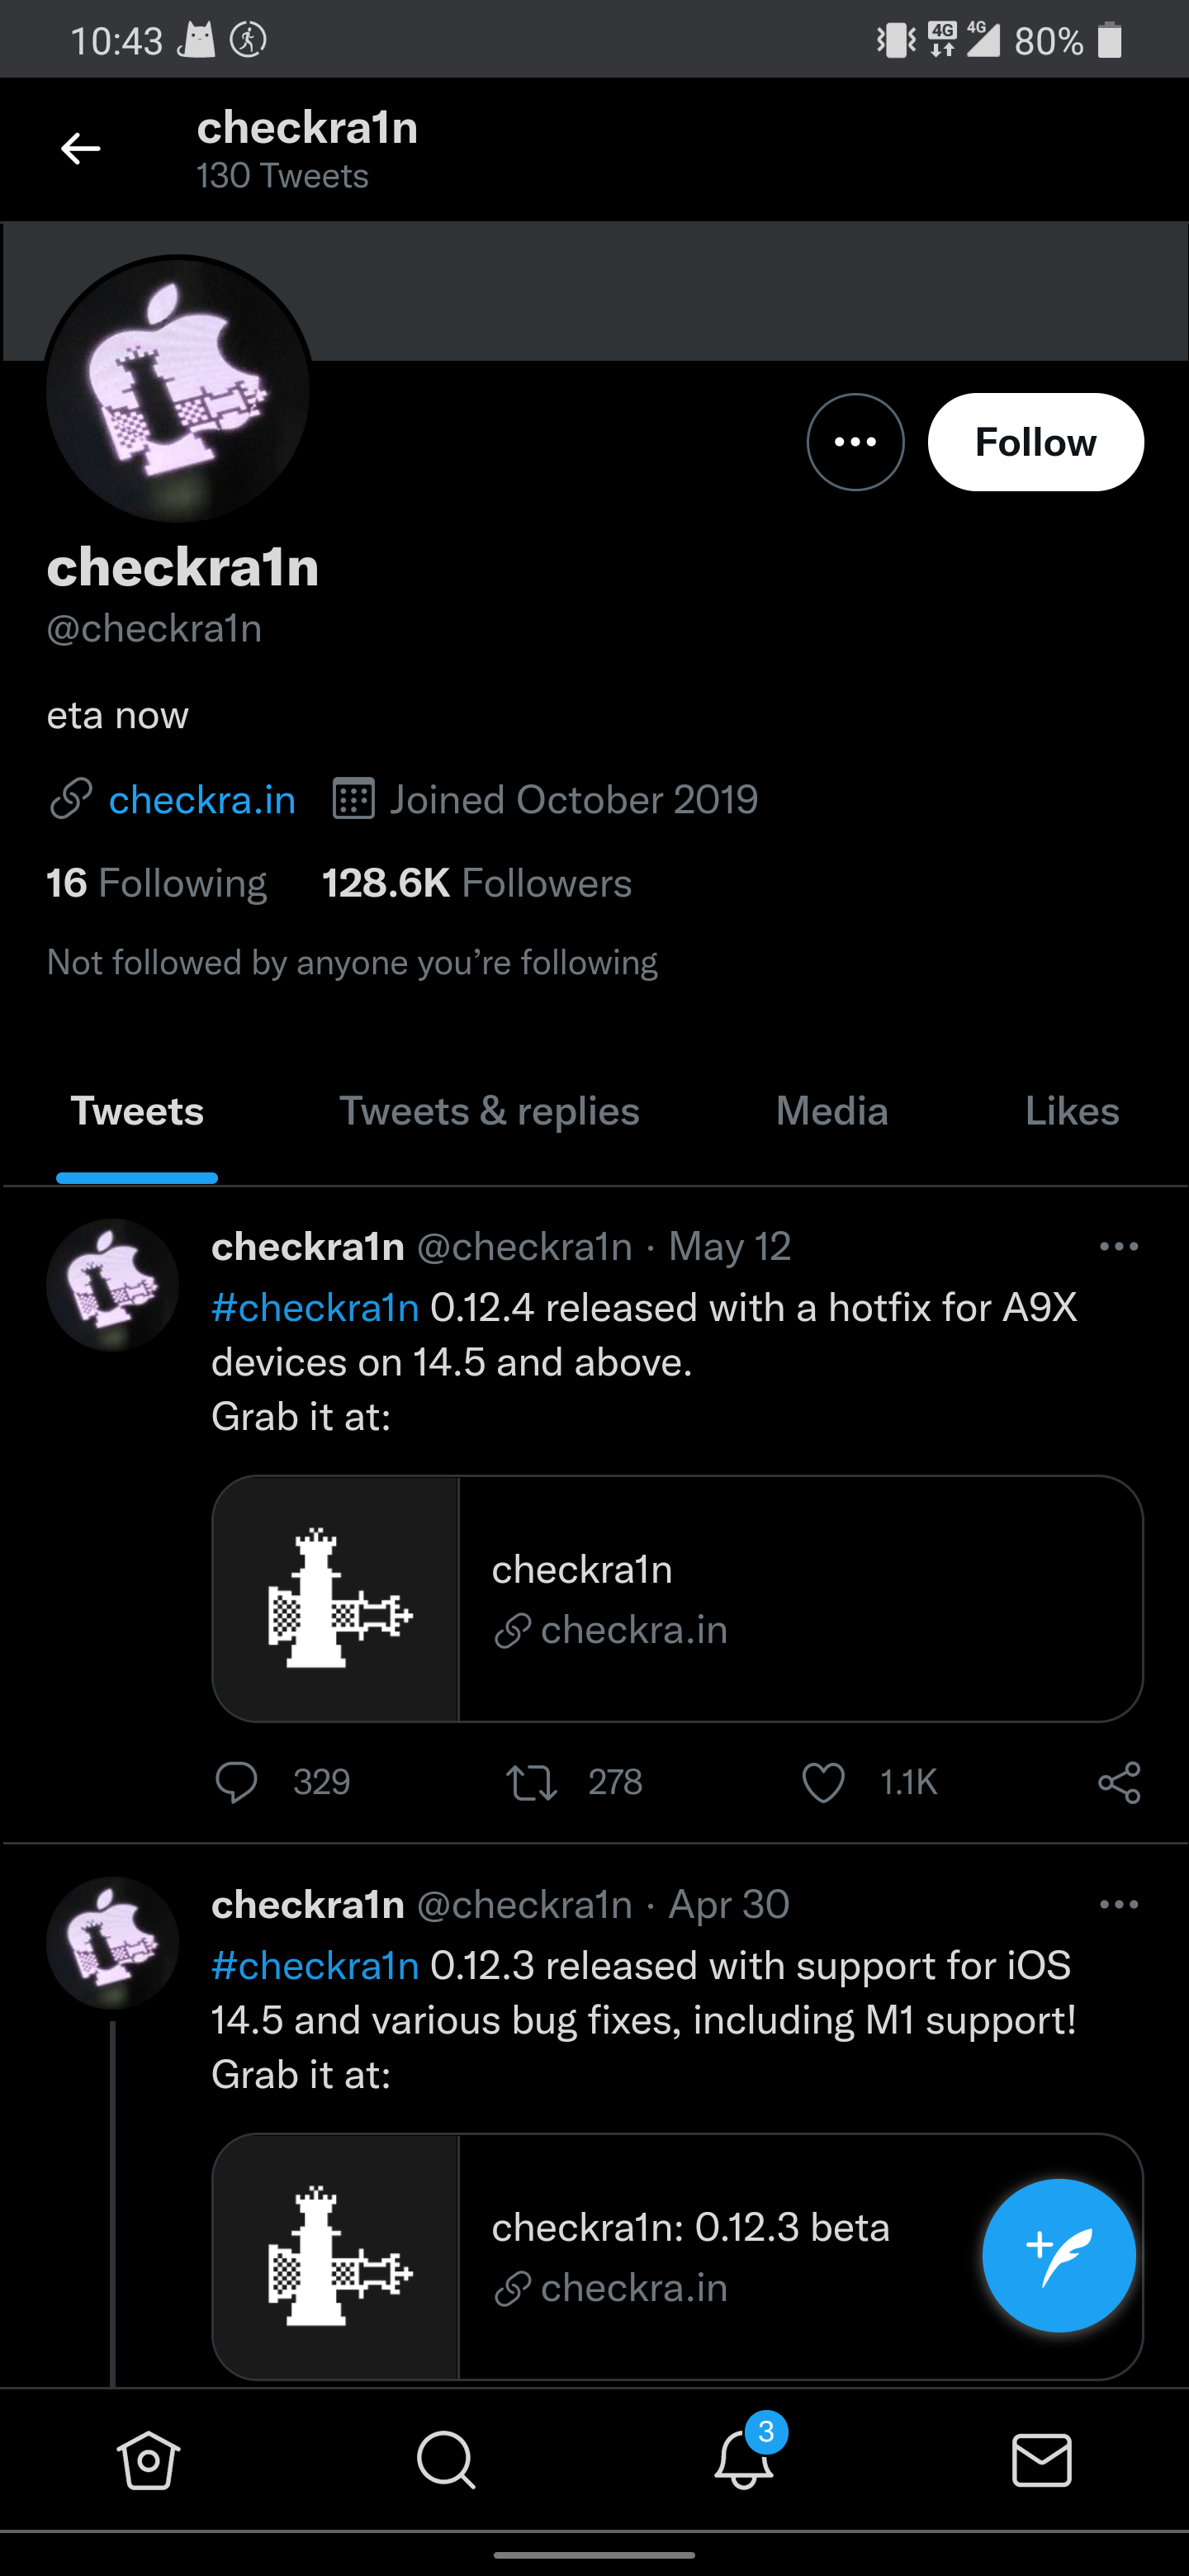 10:43
4G 4G 80%
checkra1n
130 Tweets
Follow
checkra1n
@checkra1n
eta now
checkra.in Joined October 2019
16 Following 128.6K Followers
Not followed by anyone you’re following
Tweets Tweets & replies Media Likes
checkra1n @checkra1n · May 12
#checkra1n 0.12.4 released with a hotfix for A9X
devices on 14.5 and above.
Grab it at:
checkra1n
checkra.in
329 278 1.1K
checkra1n @checkra1n · Apr 30
#checkra1n 0.12.3 released with support for iOS
14.5 and various bug fixes, including M1 support!
Grab it at:
checkra1n: 0.12.3 beta
checkra.in
3